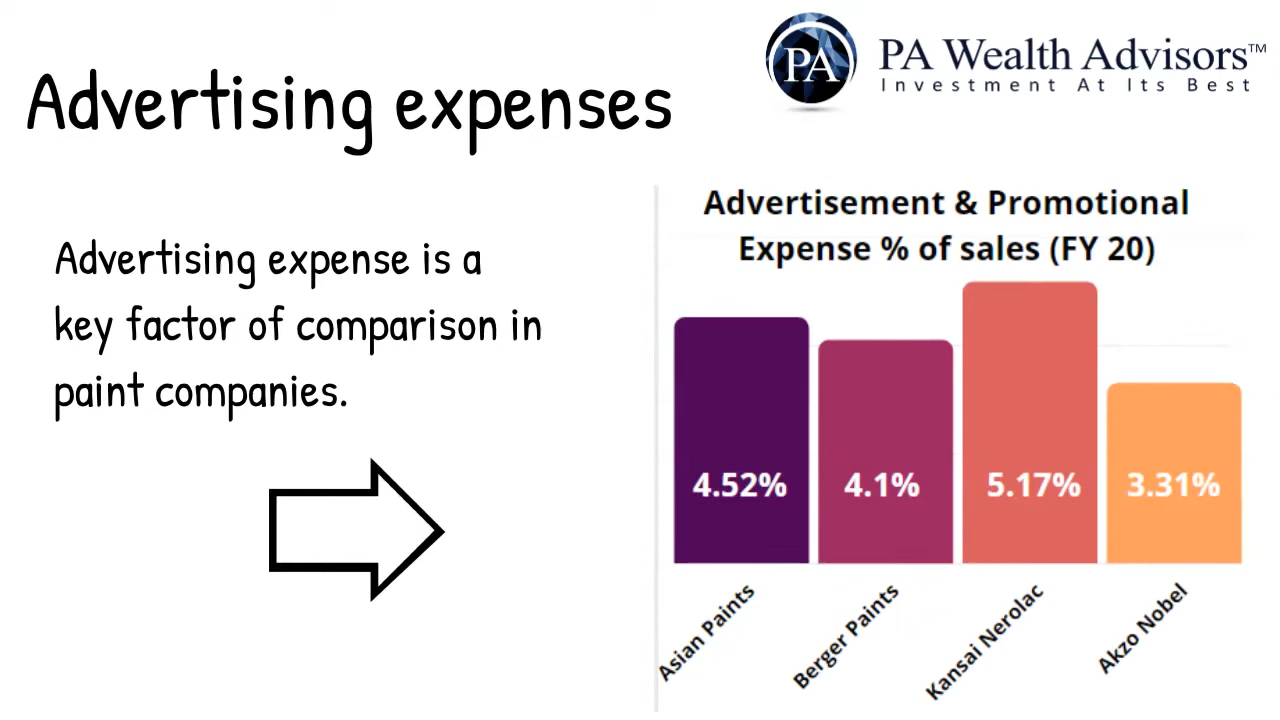 PA
PA Wealth Advisors™
Investment At Its Best
Advertising expenses
Advertising expense is a
key factor of comparison in
paint companies.
Advertisement & Promotional
Expense % of sales (FY 20)
4.52%
4.1%
5.17%
3.31%
Asian Paints
Berger Paints
Kansai Nerolac
Akzo Nobel